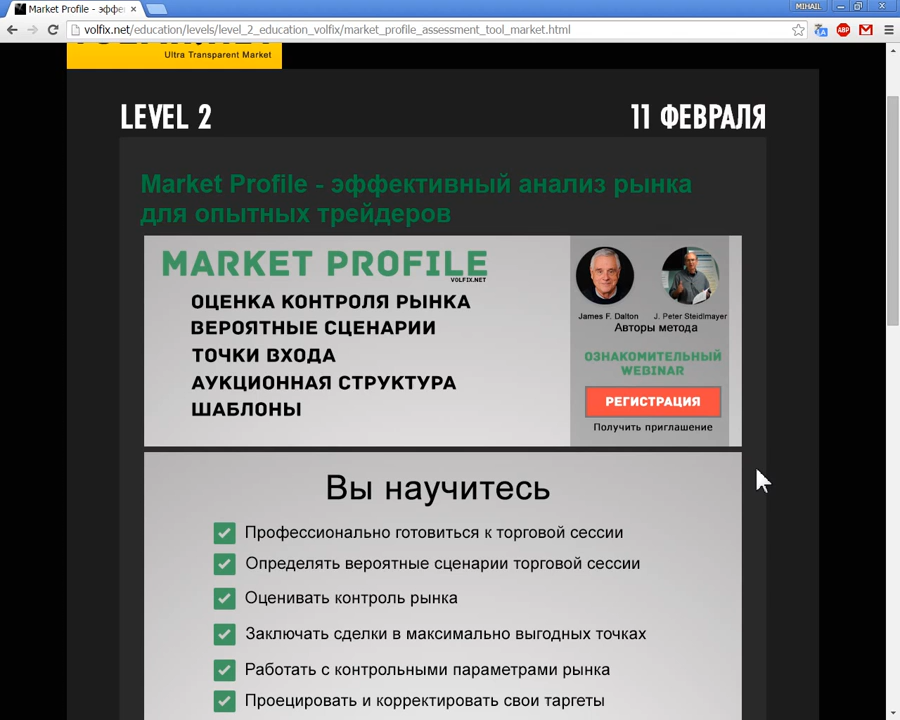 Market Profile - эффе
MIHAIL
volfix.net/education/levels/level_2_education_volfix/market_profile_assessment_tool_market.html
ABP
Ultra Transparent Market
LEVEL 2
11 ФЕВРАЛЯ
Market Profile - эффективный анализ рынка
для опытных трейдеров
MARKET PROFILE
VOLFIX.NET
ОЦЕНКА КОНТРОЛЯ РЫНКА
ВЕРОЯТНЫЕ СЦЕНАРИИ
ТОЧКИ ВХОДА
АУКЦИОННАЯ СТРУКТУРА
ШАБЛОНЫ
James F. Dalton
J. Peter Steidlmayer
Авторы метода
ОЗНАКОМИТЕЛЬНЫЙ
WEBINAR
РЕГИСТРАЦИЯ
Получить приглашение
Вы научитесь
Профессионально готовиться к торговой сессии
Определять вероятные сценарии торговой сессии
Оценивать контроль рынка
Заключать сделки в максимально выгодных точках
Работать с контрольными параметрами рынка
Проецировать и корректировать свои таргеты